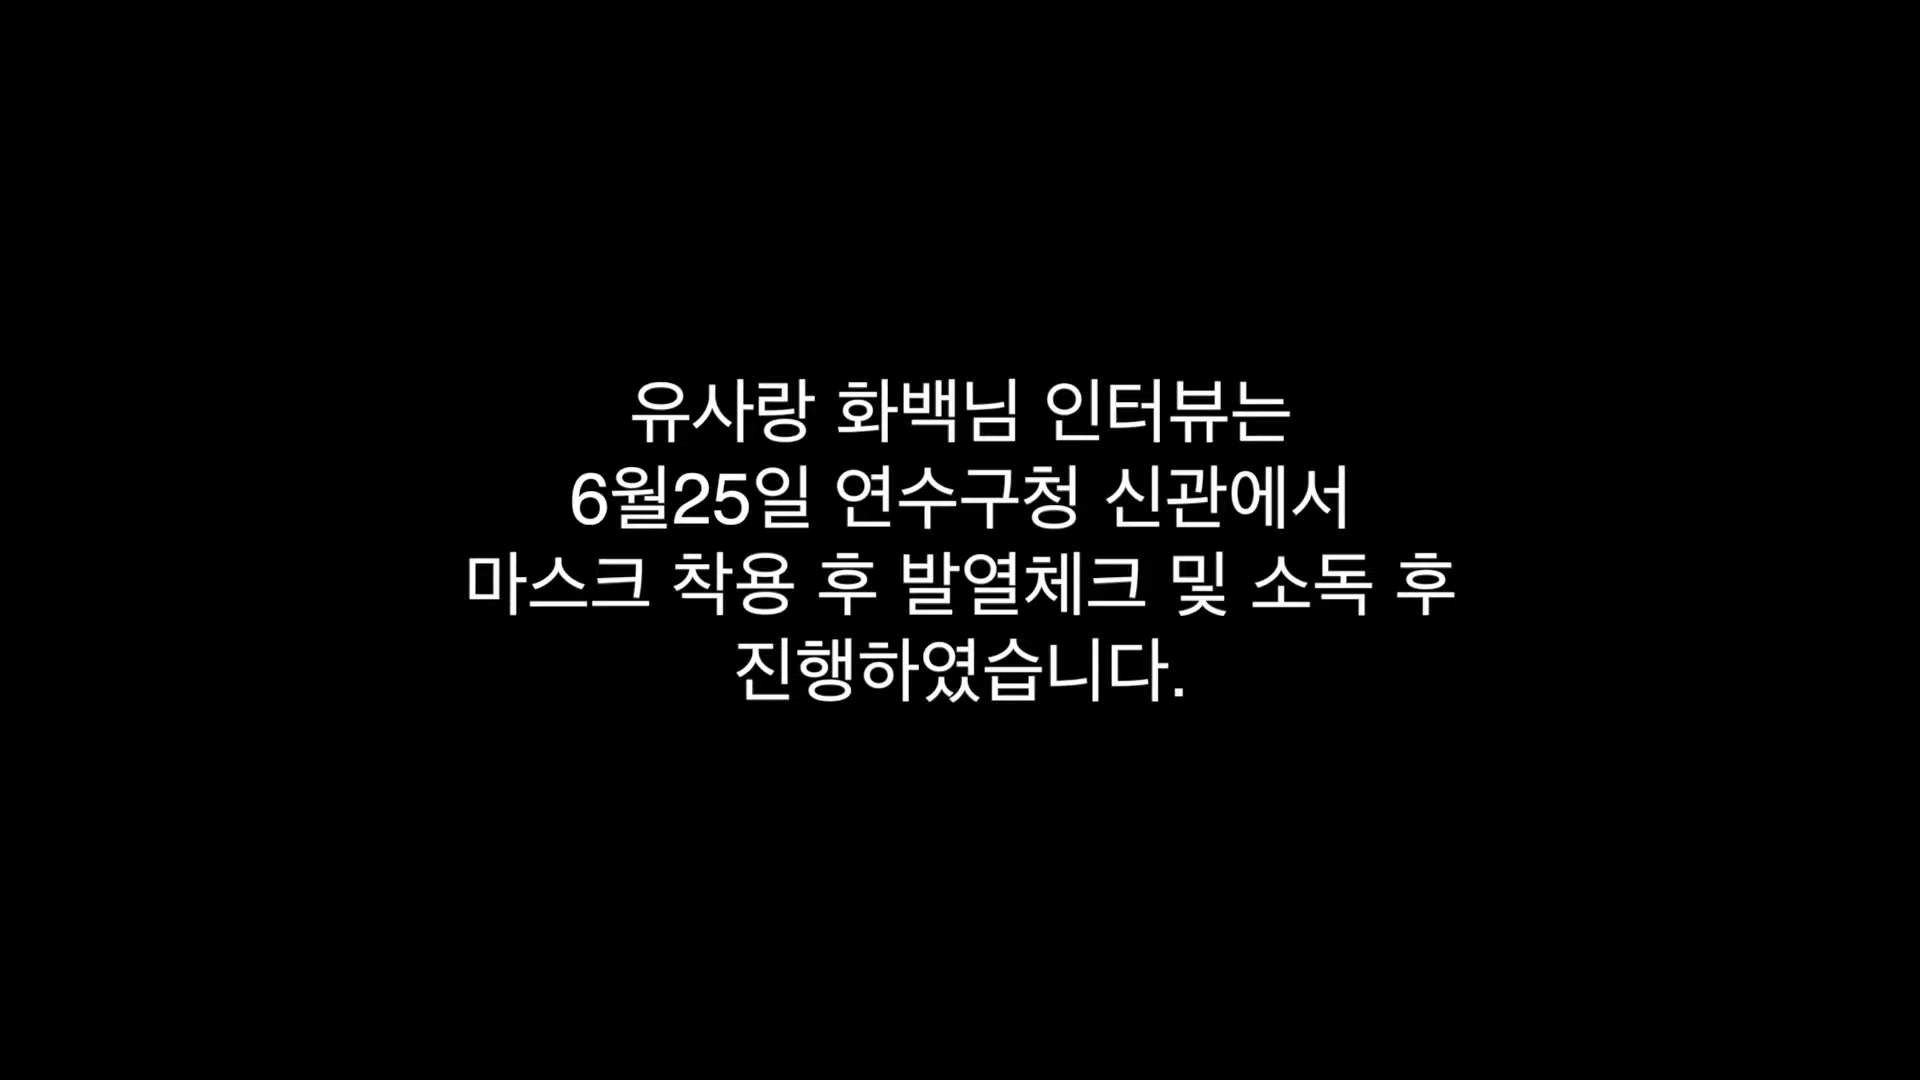 유사랑 화백님 인터뷰는
6월25일 연수구청 신관에서
마스크 착용 후 발열체크 및 소독 후
진행하였습니다.